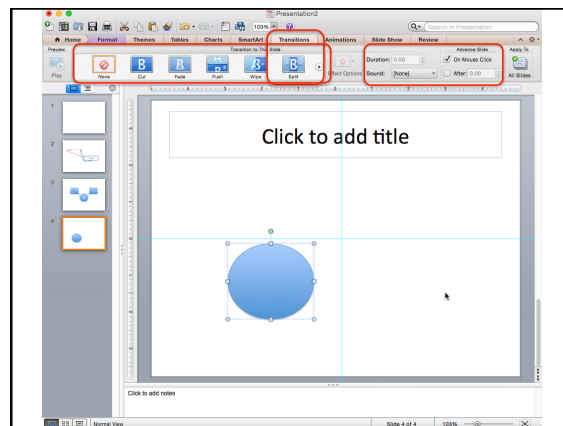 Presentation2
103%
Search in Presentation
Home Format Themes Tables Charts SmartArt Transitions Animations Slide Show Review
Preview Transition to This Slide Advance Slide Apply To
Duration: 0.00 On Mouse Click
Play None Cut Fade Push Wipe Split Effect Options Sound: [None] After: 0.00 All Slides
1
2
3
4
Click to add title
Click to add notes
Normal View Slide 4 of 4 103%